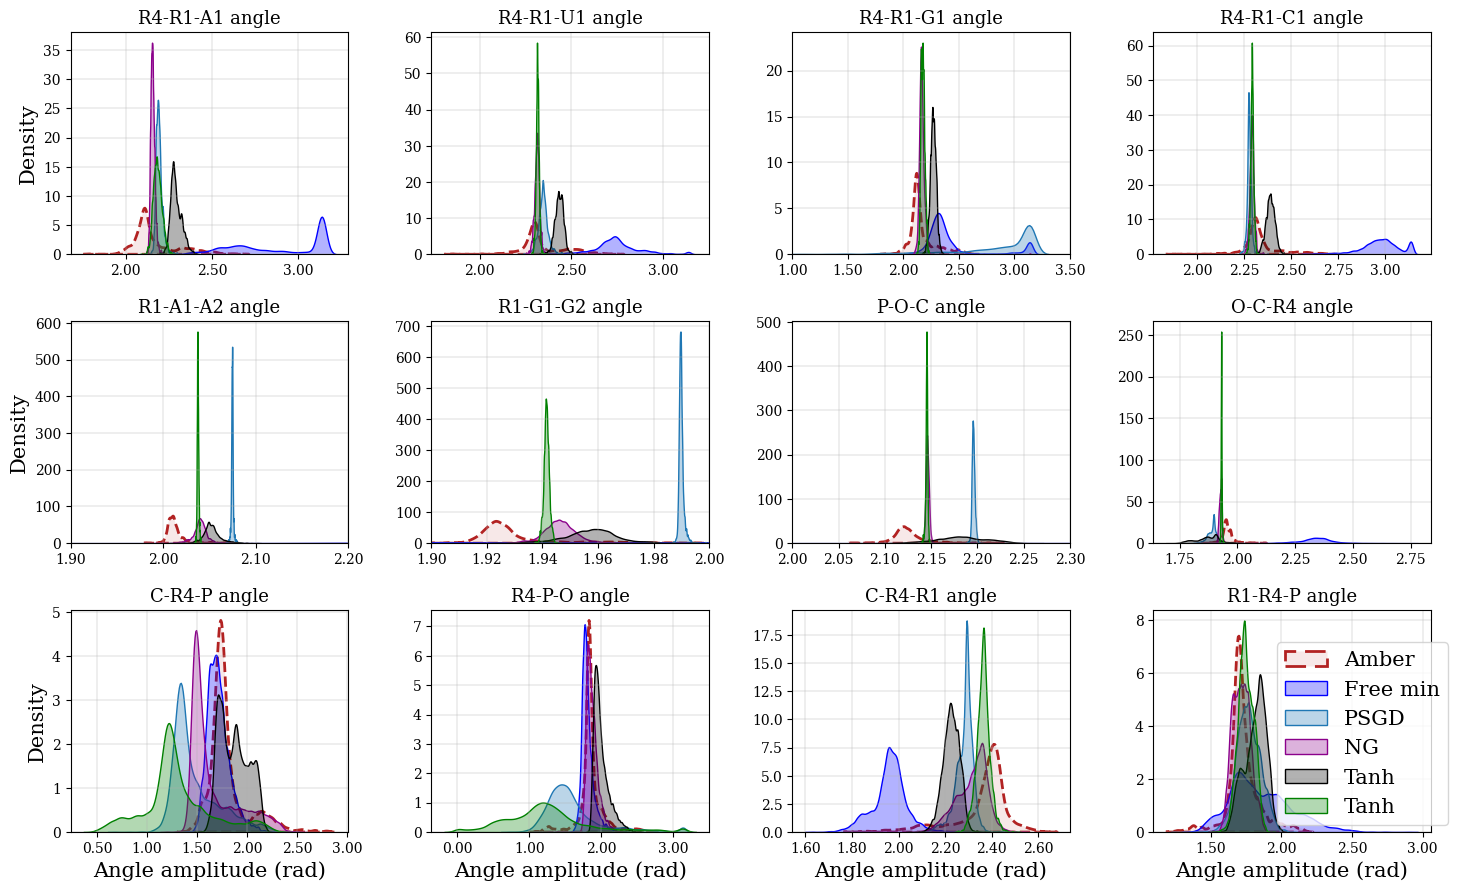 R4-R1-A1 angle
R4-R1-U1 angle
R4-R1-G1 angle
R4-R1-C1 angle
Density
35
30
25
20
15
10
5
0
2.00 2.50 3.00
60
50
40
30
20
10
0
2.00 2.50 3.00
20
15
10
5
0
1.00 1.50 2.00 2.50 3.00 3.50
60
50
40
30
20
10
0
2.00 2.25 2.50 2.75 3.00
R1-A1-A2 angle
R1-G1-G2 angle
P-O-C angle
O-C-R4 angle
Density
600
500
400
300
200
100
0
1.90 2.00 2.10 2.20
700
600
500
400
300
200
100
0
1.90 1.92 1.94 1.96 1.98 2.00
500
400
300
200
100
0
2.00 2.05 2.10 2.15 2.20 2.25 2.30
250
200
150
100
50
0
1.75 2.00 2.25 2.50 2.75
C-R4-P angle
R4-P-O angle
C-R4-R1 angle
R1-R4-P angle
Density
5
4
3
2
1
0
0.50 1.00 1.50 2.00 2.50 3.00
Angle amplitude (rad)
7
6
5
4
3
2
1
0
0.00 1.00 2.00 3.00
Angle amplitude (rad)
17.5
15.0
12.5
10.0
7.5
5.0
2.5
0.0
1.60 1.80 2.00 2.20 2.40 2.60
Angle amplitude (rad)
8
6
4
2
0
1.50 2.00 2.50 3.00
Angle amplitude (rad)
Amber
Free min
PSGD
NG
Tanh
Tanh